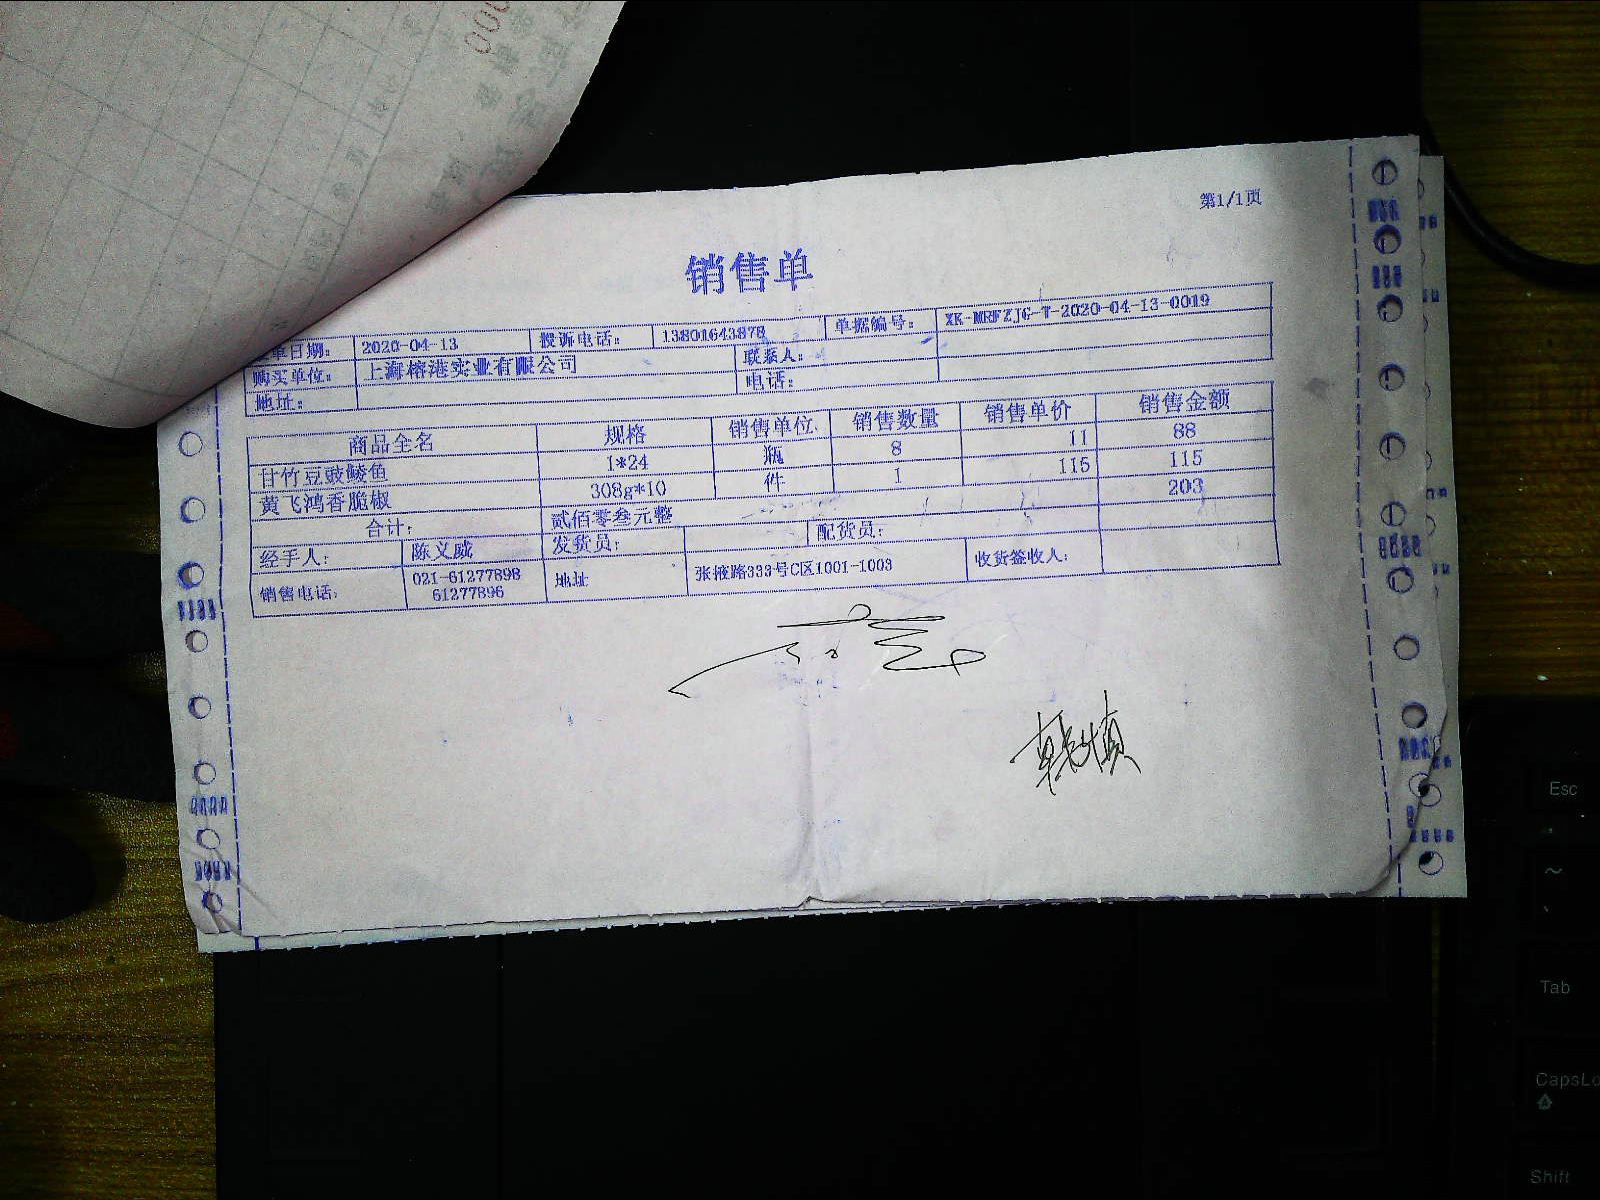 第1/1页
销售单
单日期： 2020-04-13 投诉电话： 13801643878 单据编号： XK-MRFZJG-T-2020-04-13-0019
购买单位： 上海榕港实业有限公司 联系人：
地址： 电话：
商品全名 规格 销售单位 销售数量 销售单价 销售金额
甘竹豆豉鲮鱼 1*24 瓶 8 11 88
黄飞鸿香脆椒 308g*10 件 1 115 115
合计： 贰佰零叁元整 203
经手人： 陈义威 发货员： 配货员：
销售电话： 021-61277898 地址 张掖路333号C区1001-1003 收货签收人：
61277896
Esc
~
Tab
CapsLo
Shift